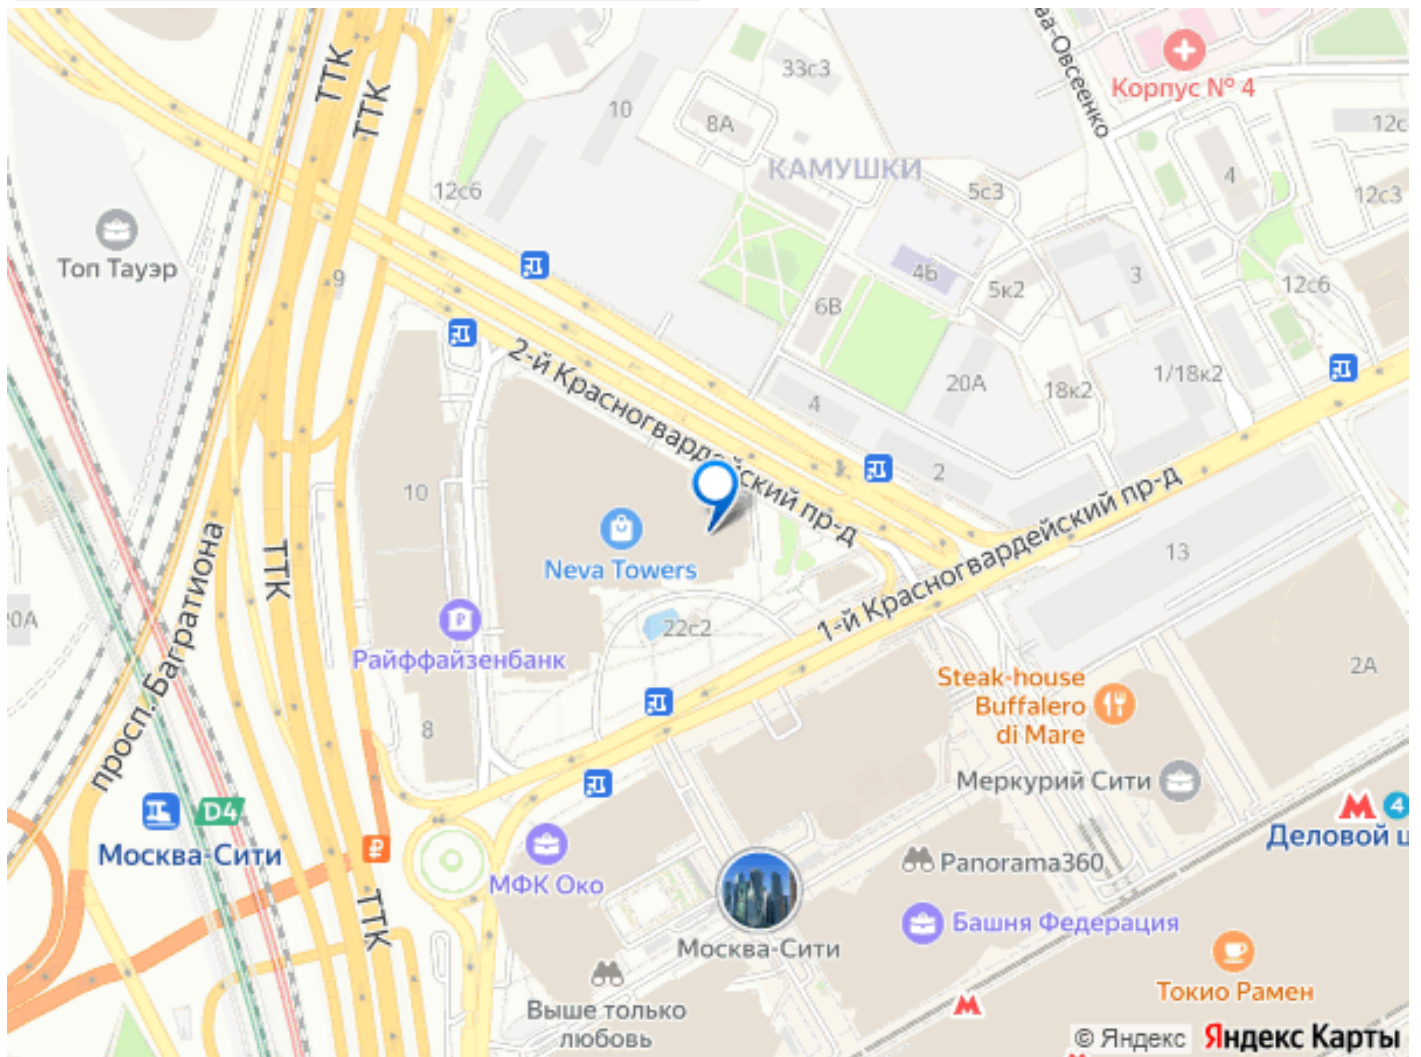 ТТК
ТТК
33с3
10
8А
КАМУШКИ
Корпус № 4
12с6
5с3
4
12с3
Топ Тауэр
9
4Б
5к2
3
12с6
6В
2-й Красногвардейский пр-д
20А
18к2
1/18к2
4
2
10
Neva Towers
1-й Красногвардейский пр-д
13
ТТК
просп. Багратиона
22с2
Райффайзенбанк
8
Steak-house
Buffalero
di Mare
2А
Меркурий Сити
D4
Москва-Сити
₽
МФК Око
Panorama360
4
Башня Федерация
ТТК
Москва-Сити
Выше только
любовь
Токио Рамен
© Яндекс Яндекс Карты